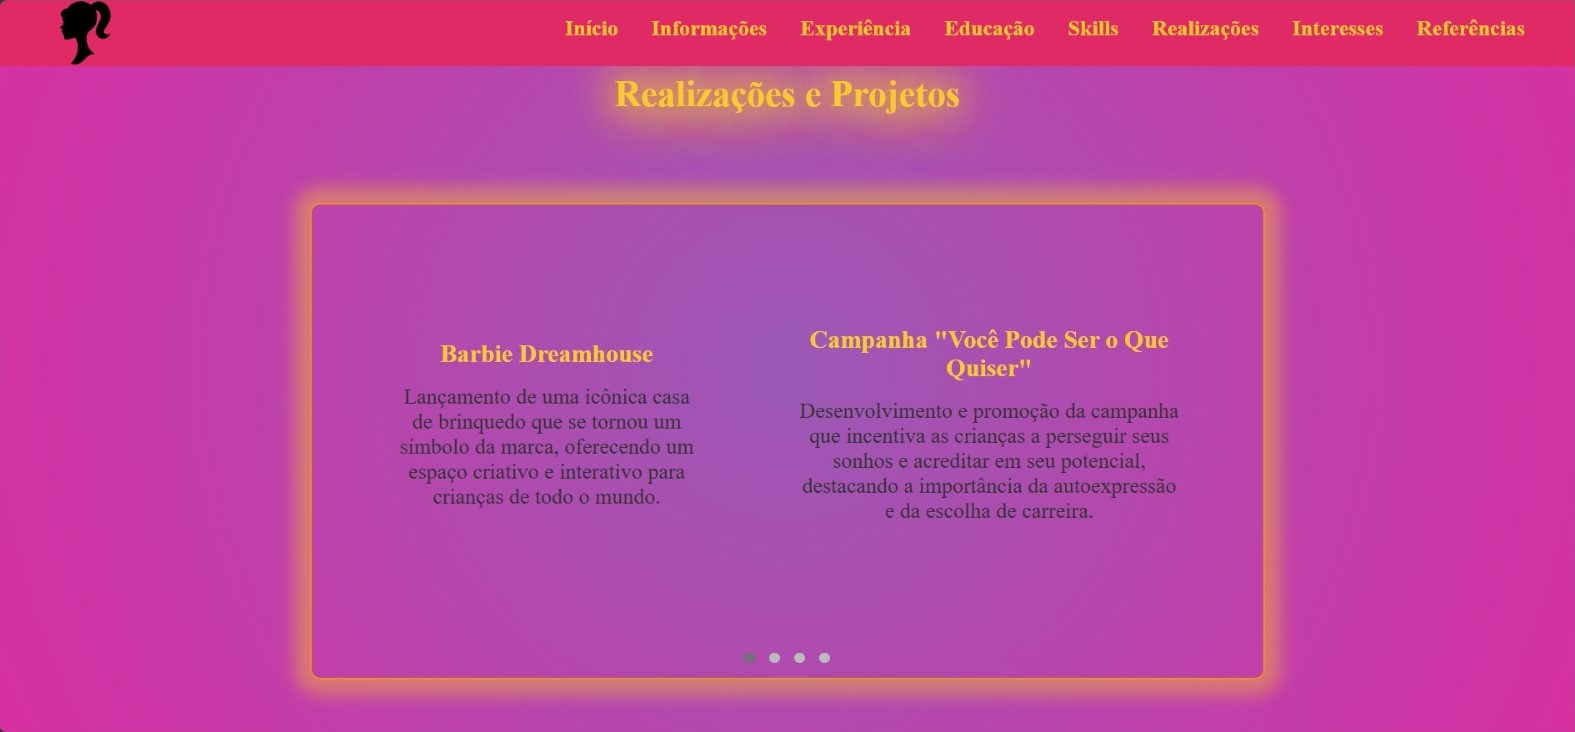 Início Informações Experiência Educação Skills Realizações Interesses Referências
Realizações e Projetos
Barbie Dreamhouse
Lançamento de uma icônica casa
de brinquedo que se tornou um
símbolo da marca, oferecendo um
espaço criativo e interativo para
crianças de todo o mundo.
Campanha "Você Pode Ser o Que
Quiser"
Desenvolvimento e promoção da campanha
que incentiva as crianças a perseguir seus
sonhos e acreditar em seu potencial,
destacando a importância da autoexpressão
e da escolha de carreira.